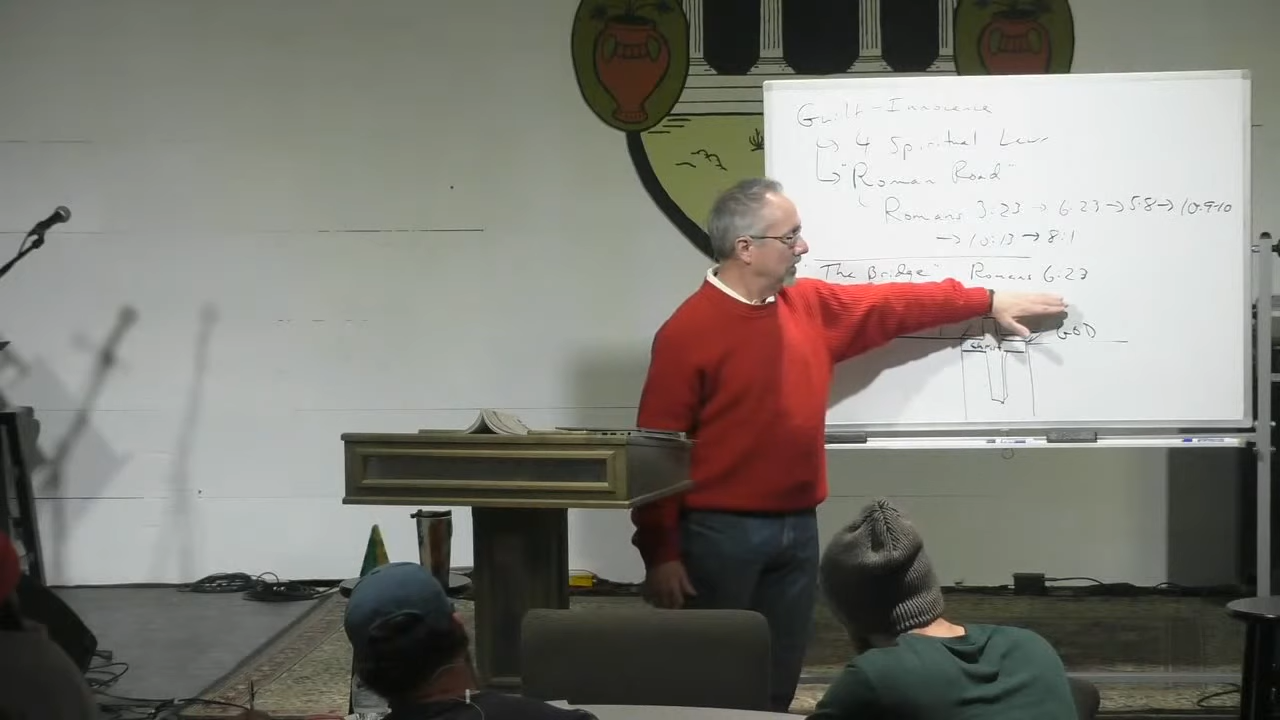 Guilt-Innocence
4 Spiritual Laws
"Roman Road"
Romans 3:23 → 6:23 → 5:8 → 10:9-10
→ 10:13 → 8:1
"The Bridge" Romans 6:23
GOD